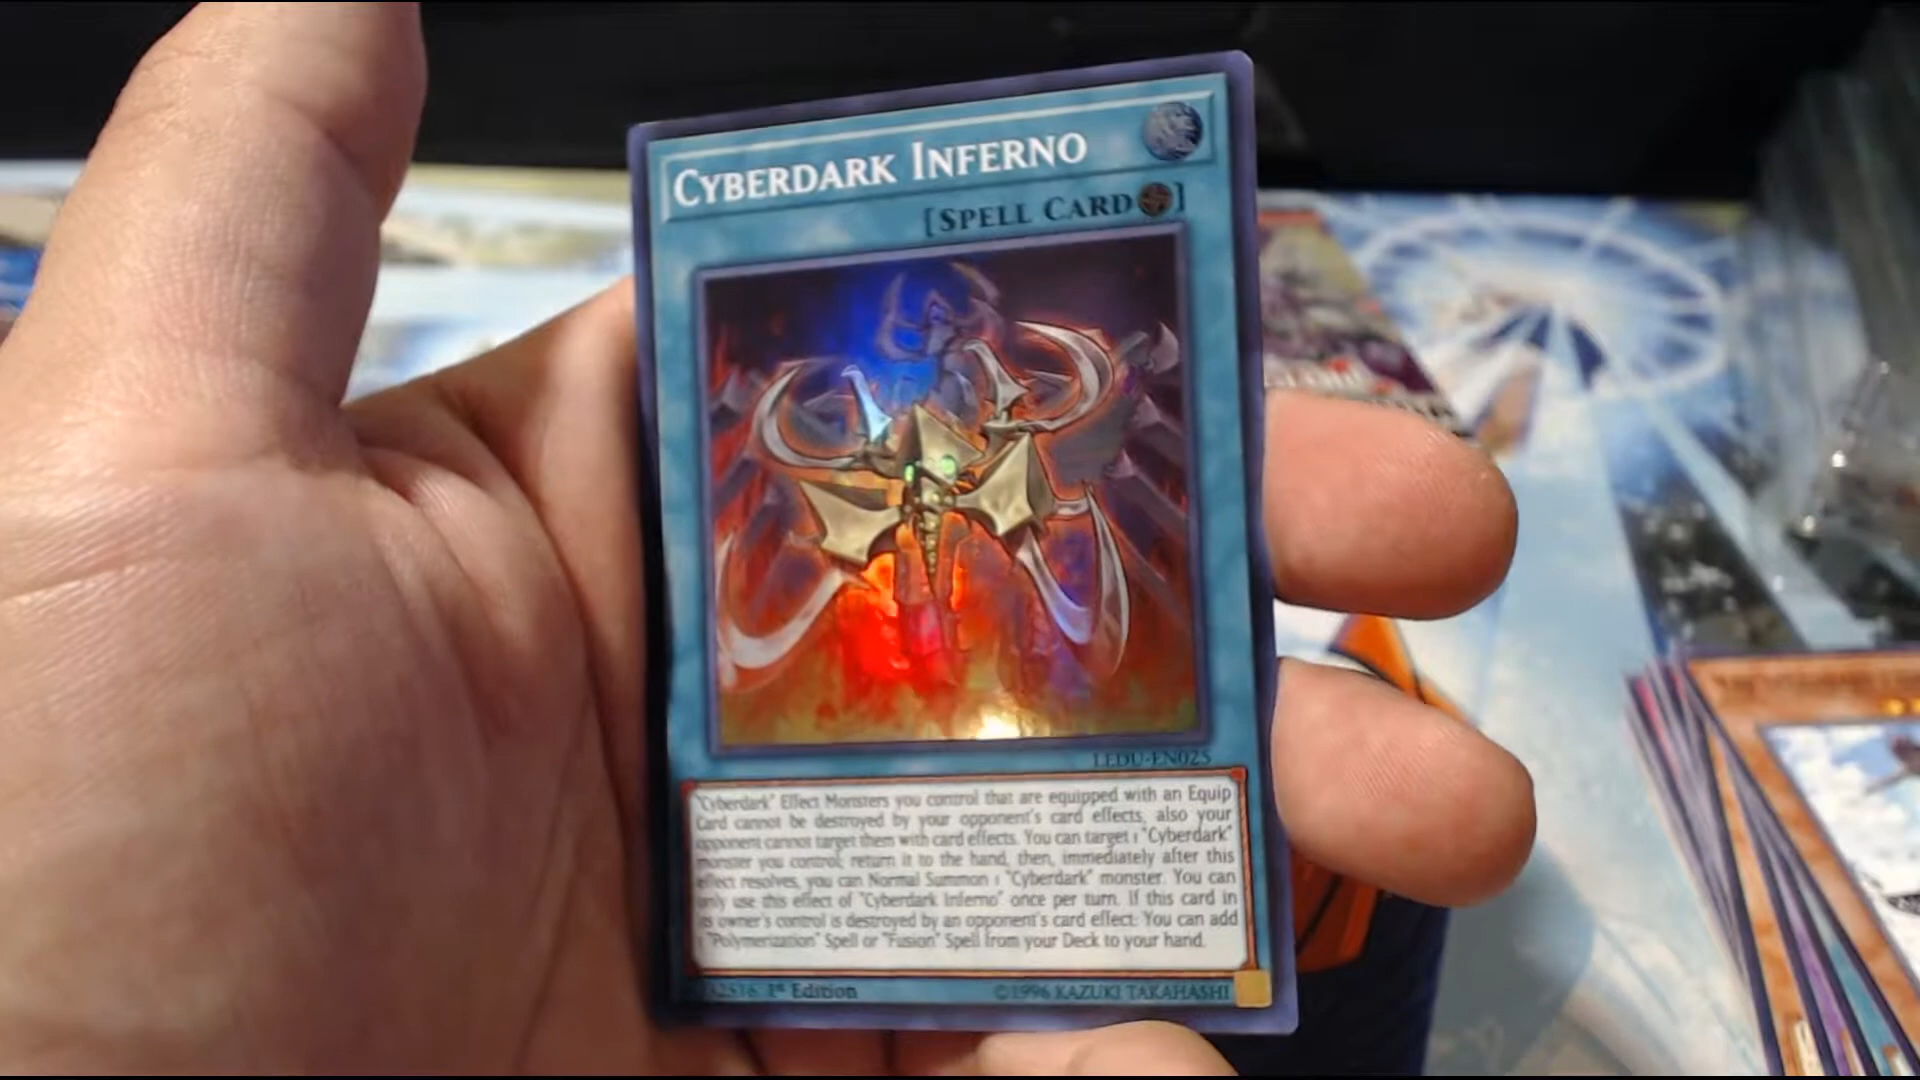 CYBERDARK INFERNO
[SPELL CARD ]
LEDU-EN025
"Cyberdark" Effect Monsters you control that are equipped with an Equip
Card cannot be destroyed by your opponent's card effects, also your
opponent cannot target them with card effects. You can target 1 "Cyberdark"
monster you control; return it to the hand, then, immediately after this
effect resolves, you can Normal Summon 1 "Cyberdark" monster. You can
only use this effect of "Cyberdark Inferno" once per turn. If this card in
its owner's control is destroyed by an opponent's card effect: You can add
1 "Polymerization" Spell or "Fusion" Spell from your Deck to your hand.
1st Edition
©1996 KAZUKI TAKAHASHI